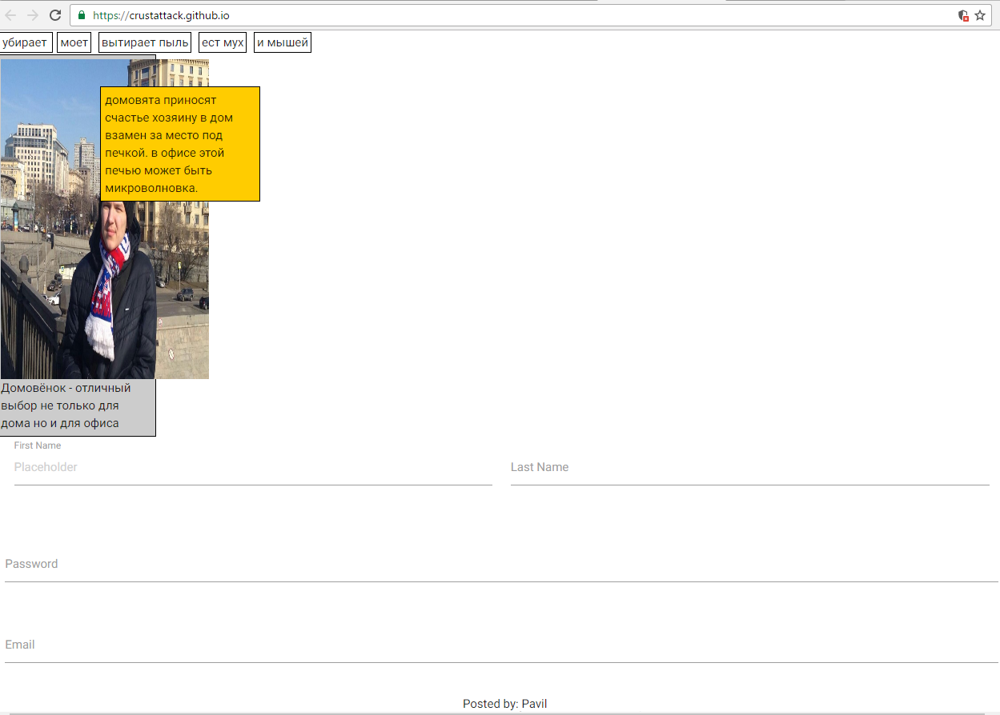 https://crustattack.github.io
убирает моет вытирает пыль ест мух и мышей
домовята приносят
счастье хозяину в дом
взамен за место под
печкой. в офисе этой
печью может быть
микроволновка.
Домовёнок - отличный
выбор не только для
дома но и для офиса
First Name
Placeholder Last Name
Password
Email
Posted by: Pavil